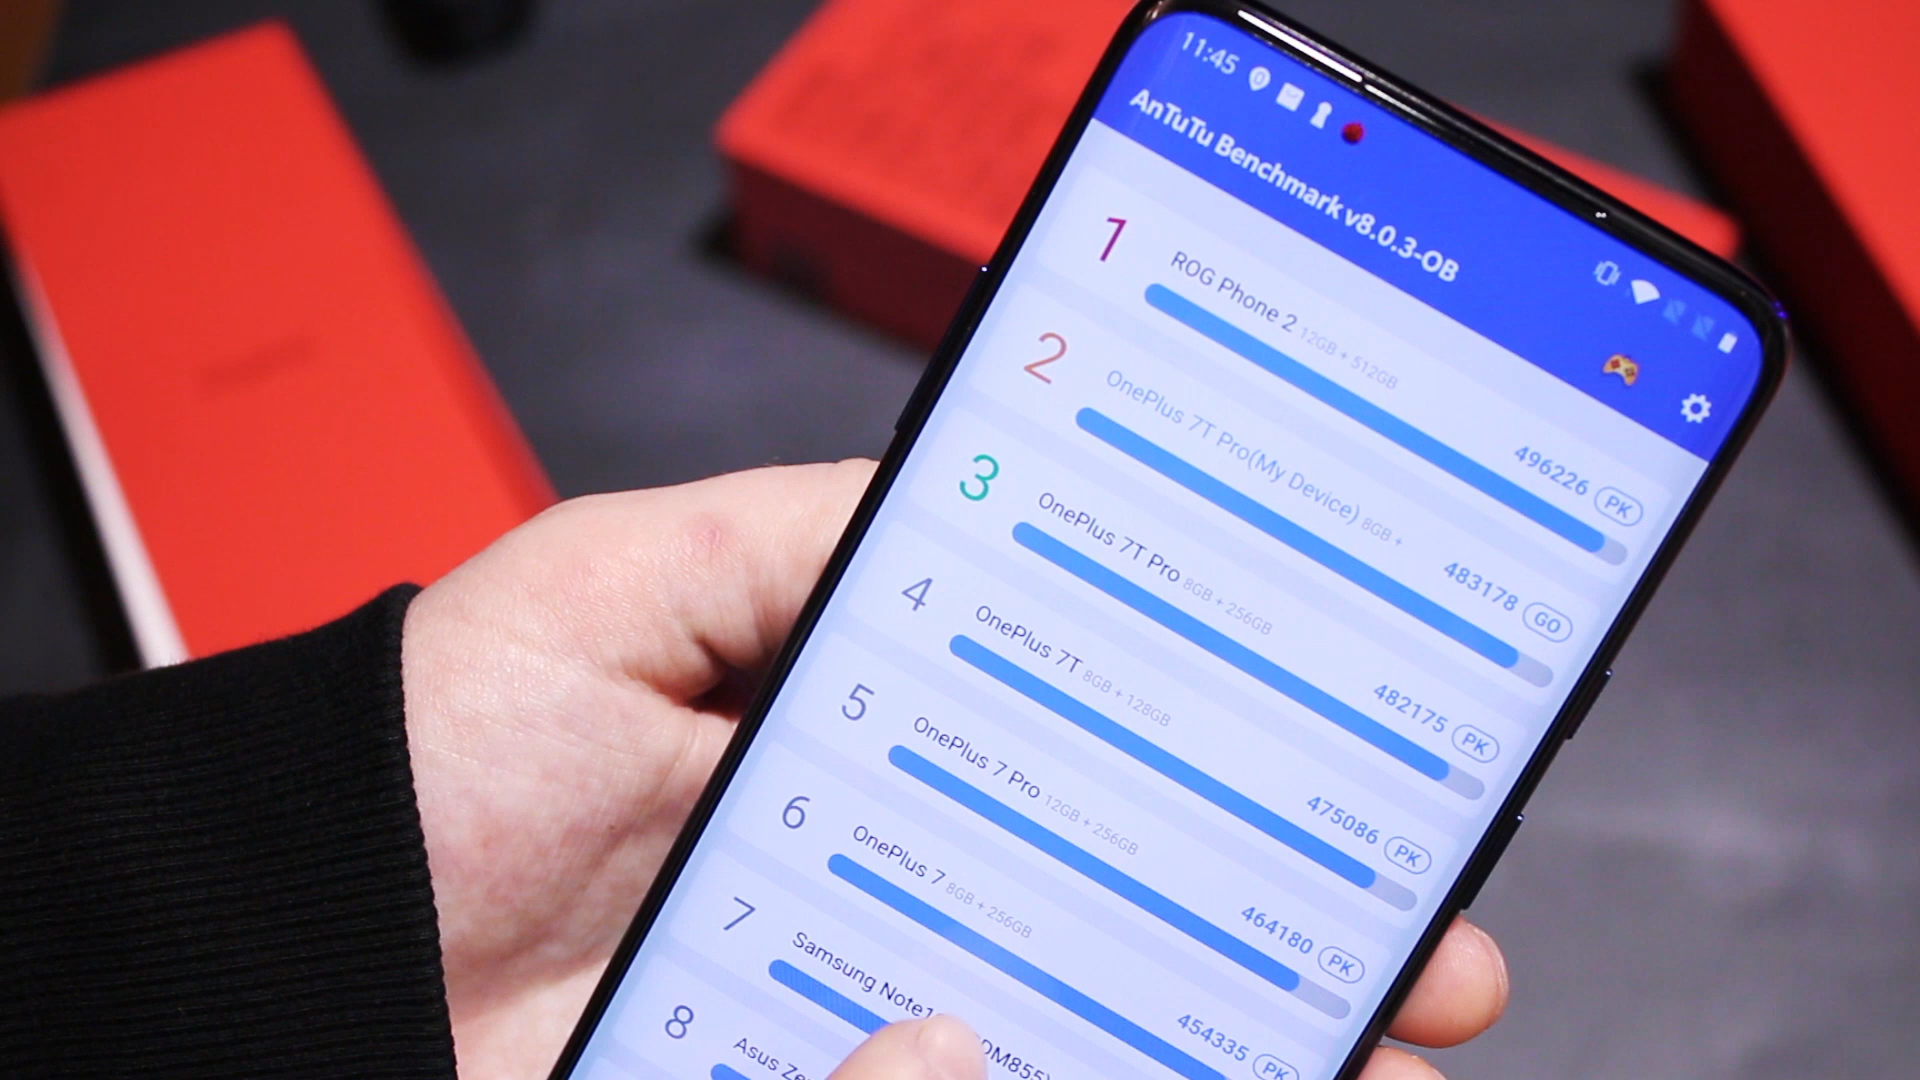 11:45
AnTuTu Benchmark v8.0.3-OB
1
ROG Phone 2 12GB + 512GB
496226 PK
2
OnePlus 7T Pro(My Device) 8GB +
483178 GO
3
OnePlus 7T Pro 8GB + 256GB
482175 PK
4
OnePlus 7T 8GB + 128GB
475086 PK
5
OnePlus 7 Pro 12GB + 256GB
464180 PK
6
OnePlus 7 8GB + 256GB
454335 PK
7
Samsung
8
Asus